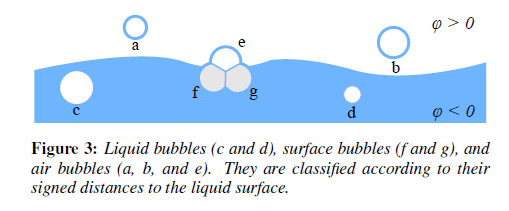 φ > 0
a
e
b
f
g
c
d
φ < 0
Figure 3: Liquid bubbles (c and d), surface bubbles (f and g), and
air bubbles (a, b, and e). They are classified according to their
signed distances to the liquid surface.